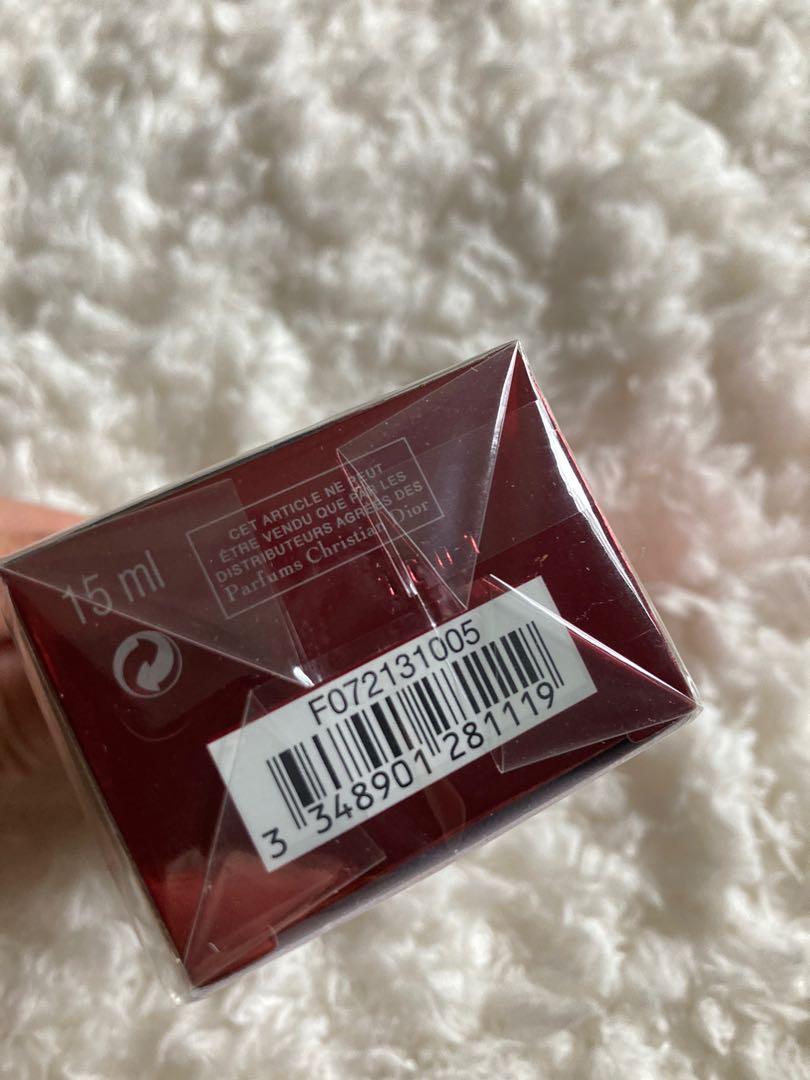 CET ARTICLE NE PEUT
ÊTRE VENDU QUE PAR LES
DISTRIBUTEURS AGRÉÉS DES
Parfums Christian Dior
15 ml
F072131005
3 348901 281119